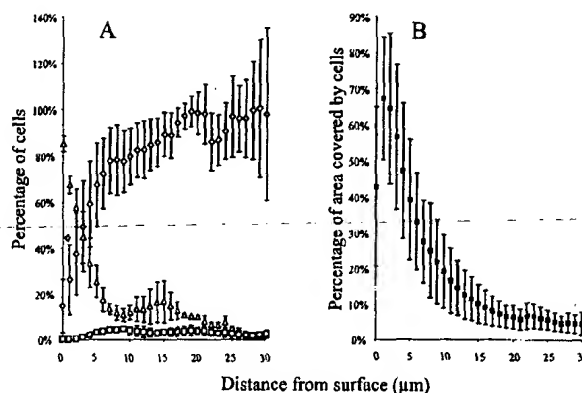 A
B
Percentage of cells
140%
120%
100%
80%
60%
40%
20%
0%
0 5 10 15 20 25 30
Percentage of area covered by cells
90%
80%
70%
60%
50%
40%
30%
20%
10%
0%
0 5 10 15 20 25 30
Distance from surface (µm)